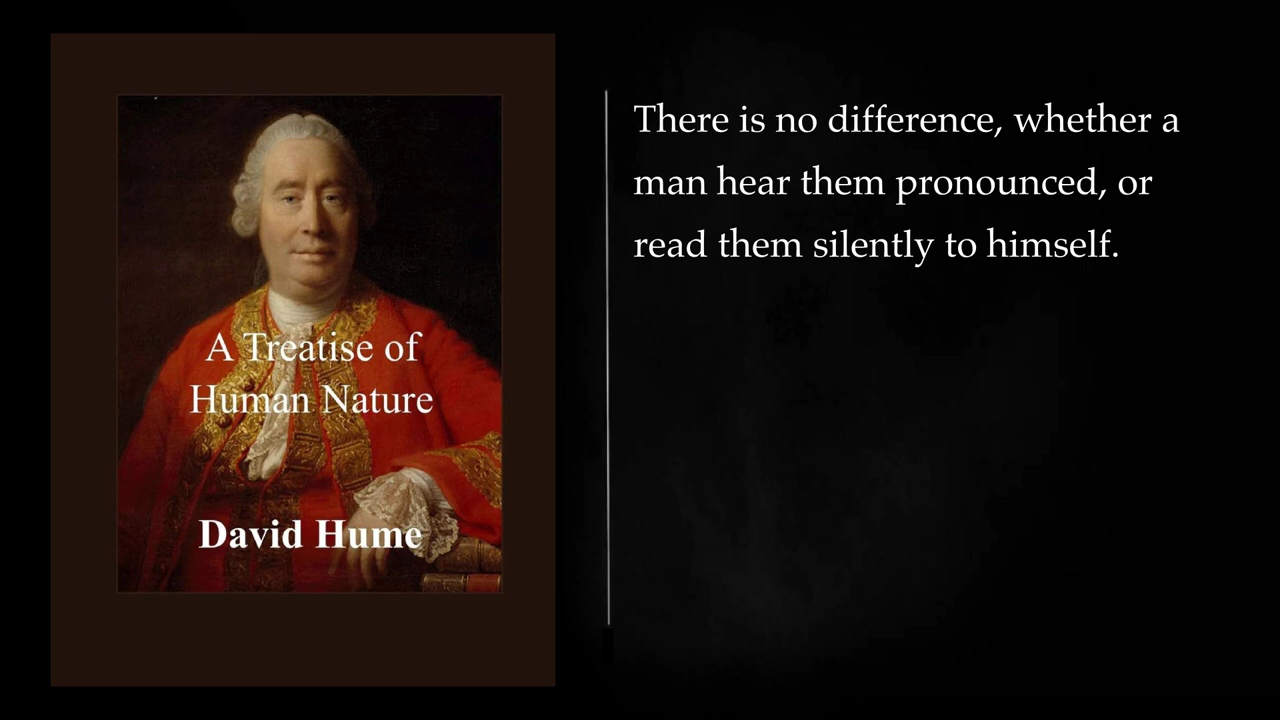 A Treatise of
Human Nature
David Hume
There is no difference, whether a
man hear them pronounced, or
read them silently to himself.